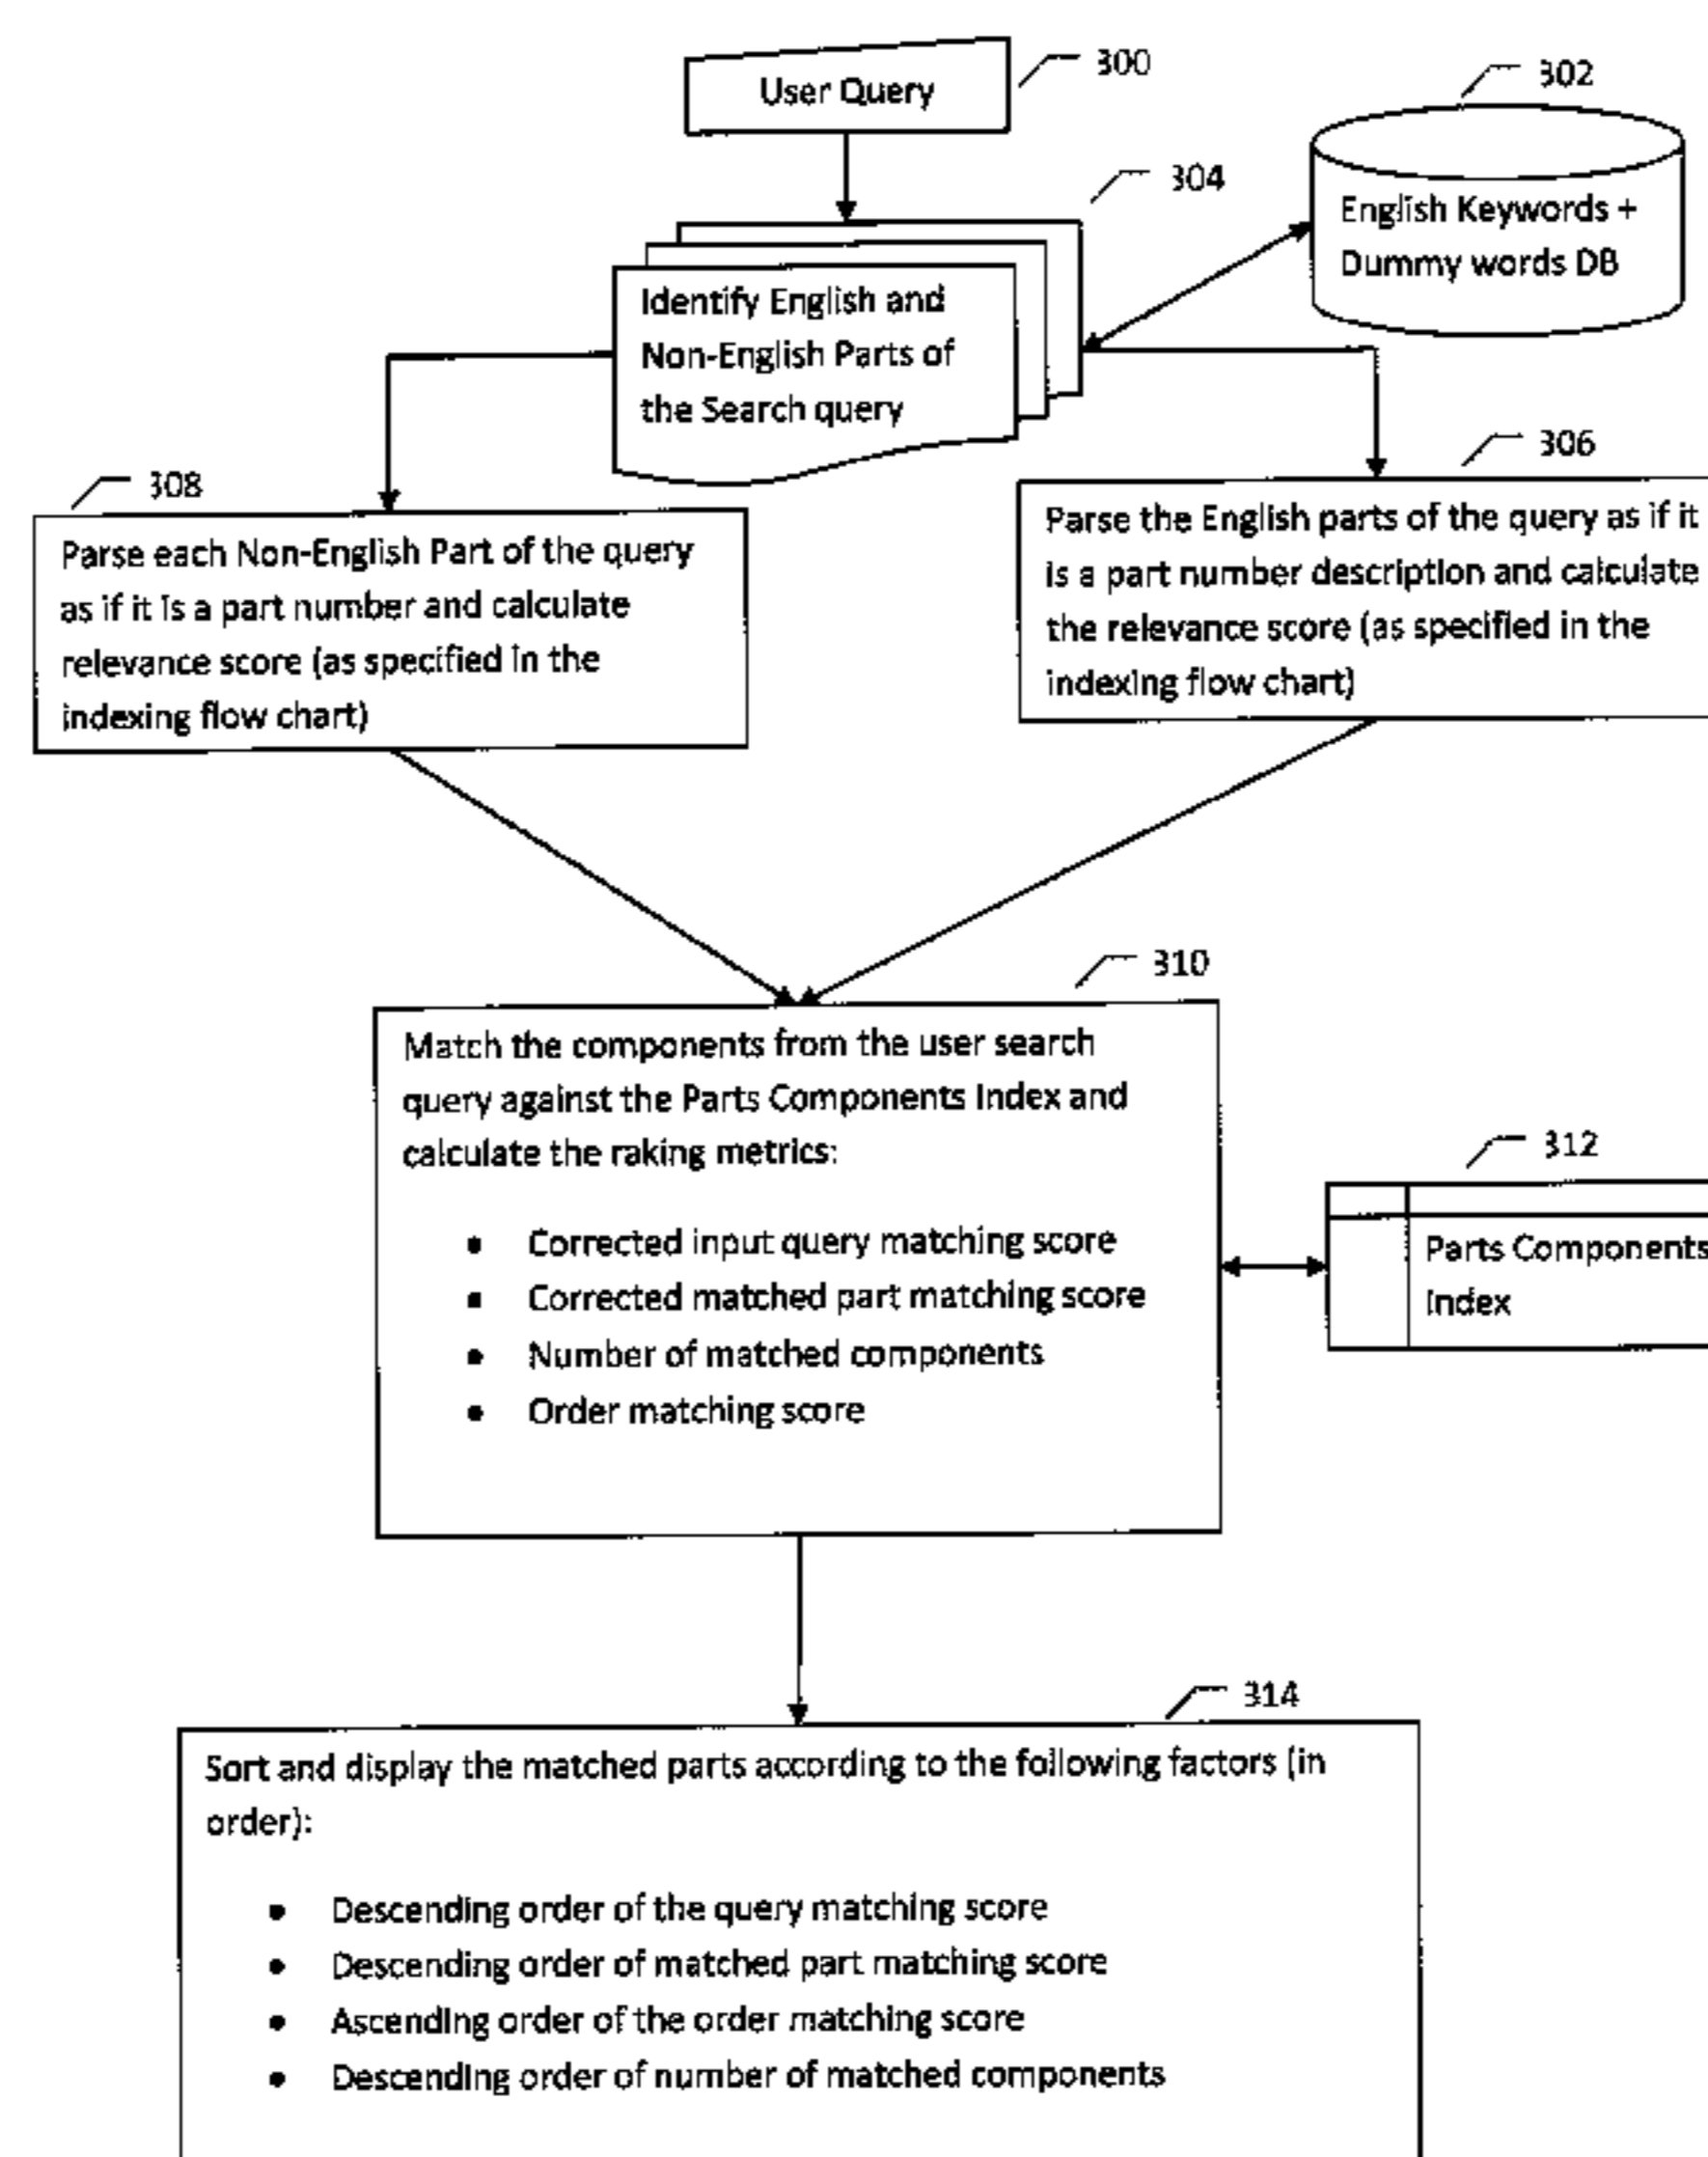 300
User Query
302
English Keywords +
Dummy words DB
304
Identify English and
Non-English Parts of
the Search query
306
Parse the English parts of the query as if it
is a part number description and calculate
the relevance score (as specified in the
indexing flow chart)
308
Parse each Non-English Part of the query
as if it is a part number and calculate
relevance score (as specified in the
indexing flow chart)
310
Match the components from the user search
query against the Parts Components Index and
calculate the raking metrics:
• Corrected input query matching score
• Corrected matched part matching score
• Number of matched components
• Order matching score
312
Parts Components
Index
314
Sort and display the matched parts according to the following factors (in
order):
• Descending order of the query matching score
• Descending order of matched part matching score
• Ascending order of the order matching score
• Descending order of number of matched components